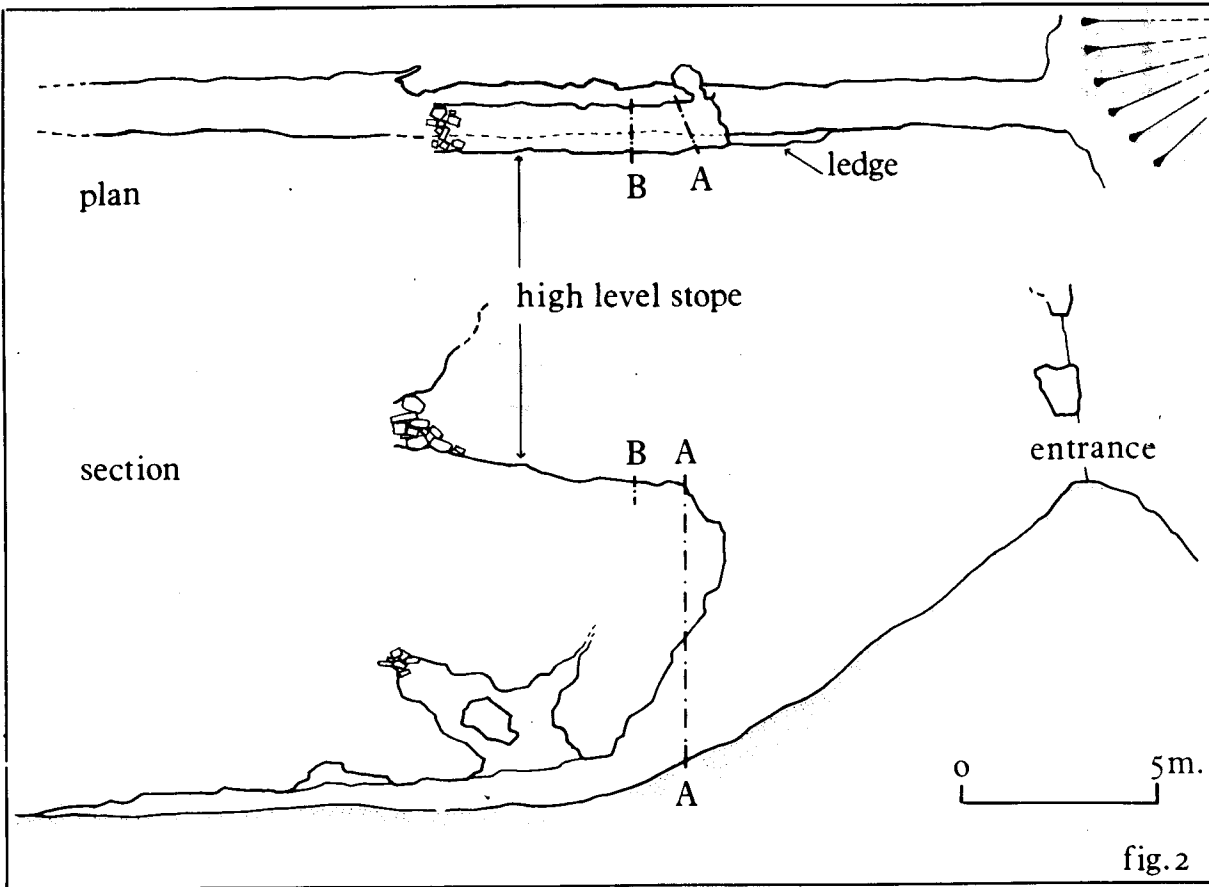 ledge
B
A
plan
high level stope
B
A
section
entrance
A
0 5m.
fig.2